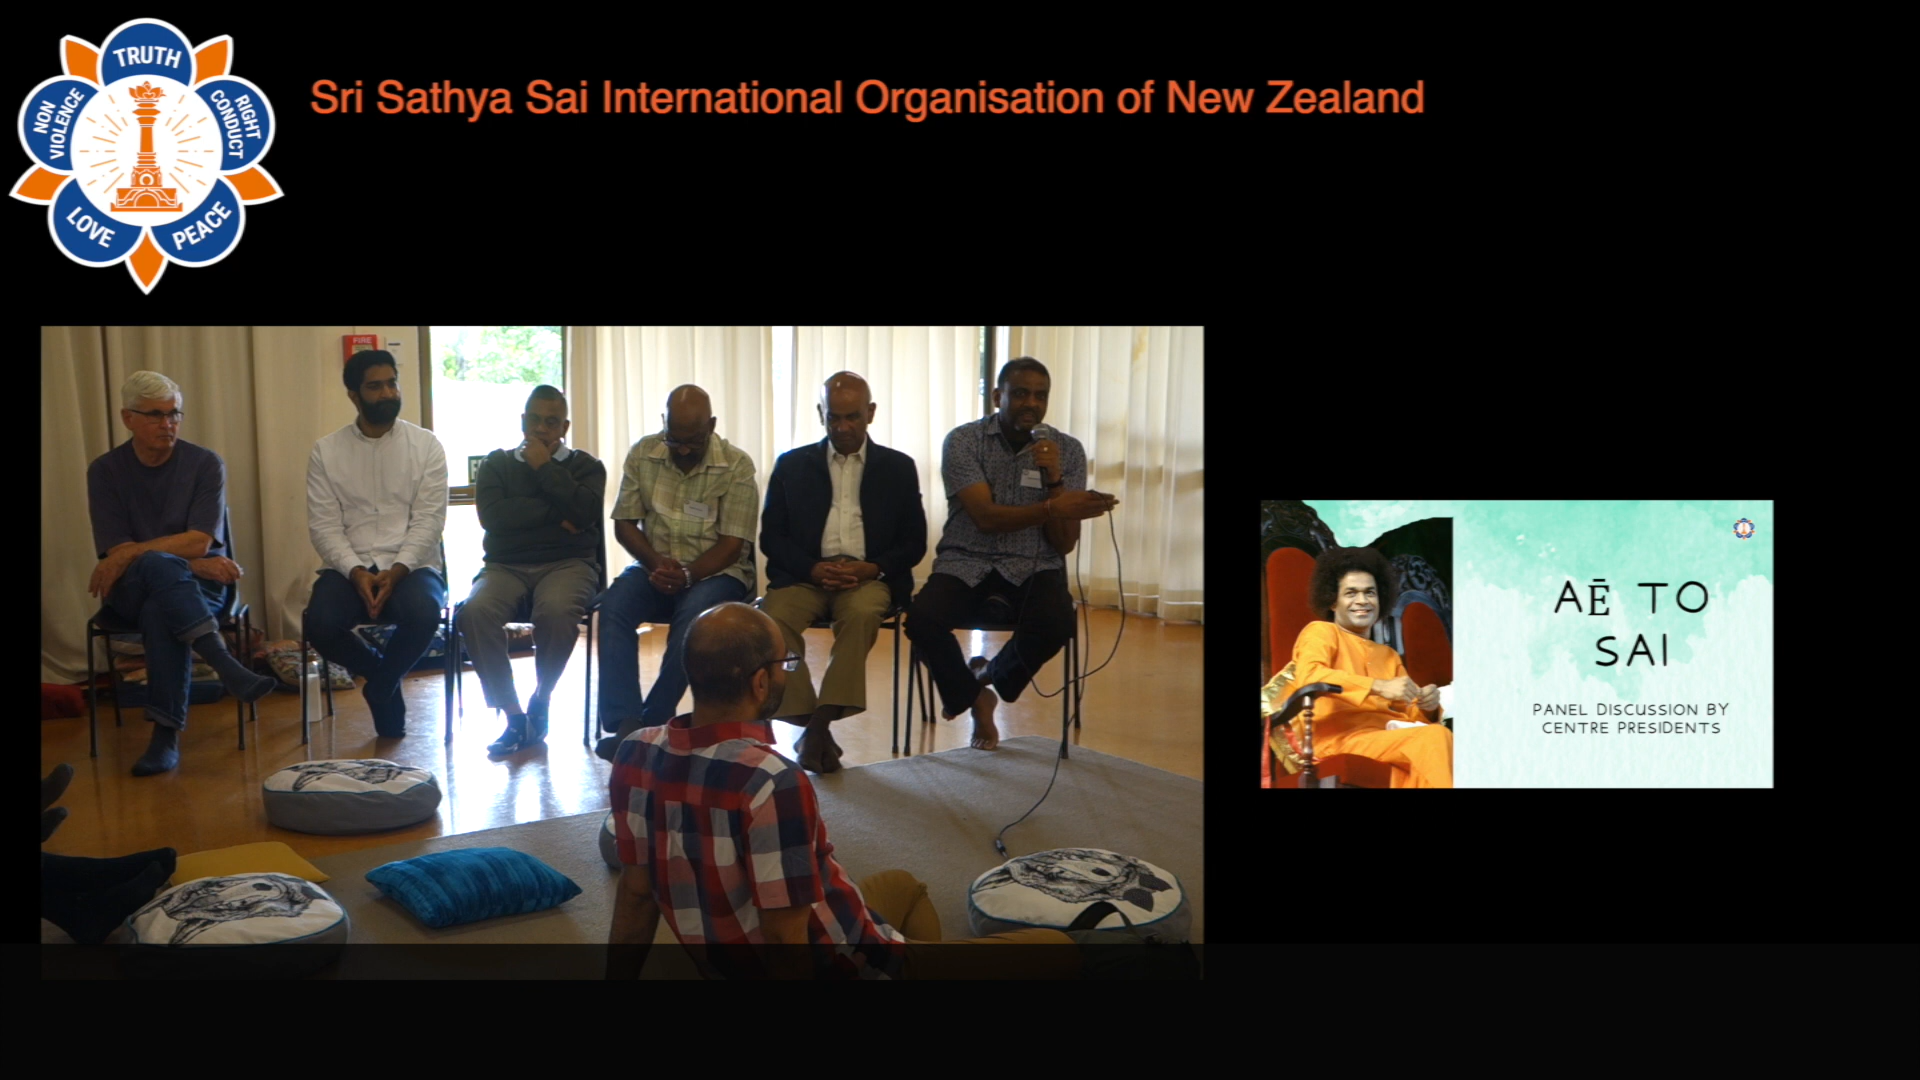 TRUTH
NON
VIOLENCE
RIGHT
CONDUCT
LOVE
PEACE
Sri Sathya Sai International Organisation of New Zealand
FIRE
AĒ TO
SAI
PANEL DISCUSSION BY
CENTRE PRESIDENTS